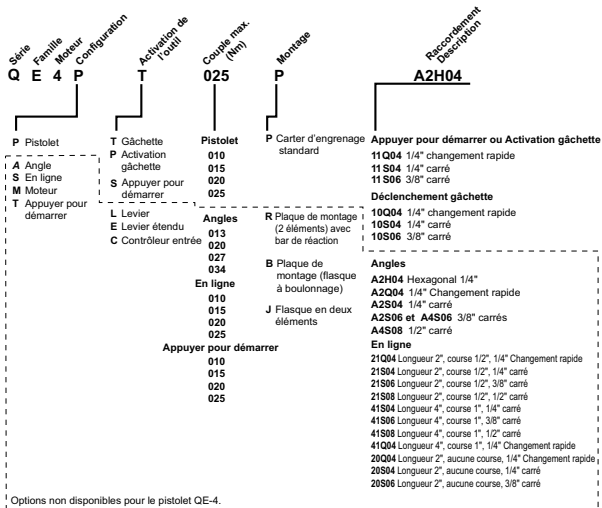 Série
Famille
Moteur
Configuration
Activation de l'outil
Couple max. (Nm)
Montage
Raccordement Description
Q E 4 P T 025 P A2H04
P Pistolet
A Angle
S En ligne
M Moteur
T Appuyer pour
démarrer
T Gâchette
P Activation
gâchette
S Appuyer pour
démarrer
L Levier
E Levier étendu
C Contrôleur entrée
Pistolet
010
015
020
025
Angles
013
020
027
034
En ligne
010
015
020
025
Appuyer pour démarrer
010
015
020
025
P Carter d'engrenage
standard
R Plaque de montage
(2 éléments) avec
bar de réaction
B Plaque de
montage (flasque
à boulonnage)
J Flasque en deux
éléments
Appuyer pour démarrer ou Activation gâchette
11Q04 1/4" changement rapide
11S04 1/4" carré
11S06 3/8" carré
Déclenchement gâchette
10Q04 1/4" changement rapide
10S04 1/4" carré
10S06 3/8" carré
Angles
A2H04 Hexagonal 1/4"
A2Q04 1/4" Changement rapide
A2S04 1/4" carré
A2S06 et A4S06 3/8" carrés
A4S08 1/2" carré
En ligne
21Q04 Longueur 2", course 1/2", 1/4" Changement rapide
21S04 Longueur 2", course 1/2", 1/4" carré
21S06 Longueur 2", course 1/2", 3/8" carré
21S08 Longueur 2", course 1/2", 1/2" carré
41S04 Longueur 4", course 1", 1/4" carré
41S06 Longueur 4", course 1", 3/8" carré
41S08 Longueur 4", course 1", 1/2" carré
41Q04 Longueur 4", course 1", 1/4" Changement rapide
20Q04 Longueur 2", aucune course, 1/4" Changement rapide
20S04 Longueur 2", aucune course, 1/4" carré
20S06 Longueur 2", aucune course, 3/8" carré
Options non disponibles pour le pistolet QE-4.